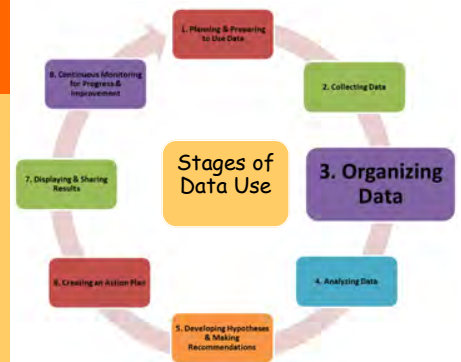 1. Planning & Preparing
to Use Data
2. Collecting Data
3. Organizing
Data
4. Analyzing Data
5. Developing Hypotheses
& Making
Recommendations
6. Creating an Action Plan
7. Displaying & Sharing
Results
8. Continuous Monitoring
for Progress &
Improvement
Stages of
Data Use